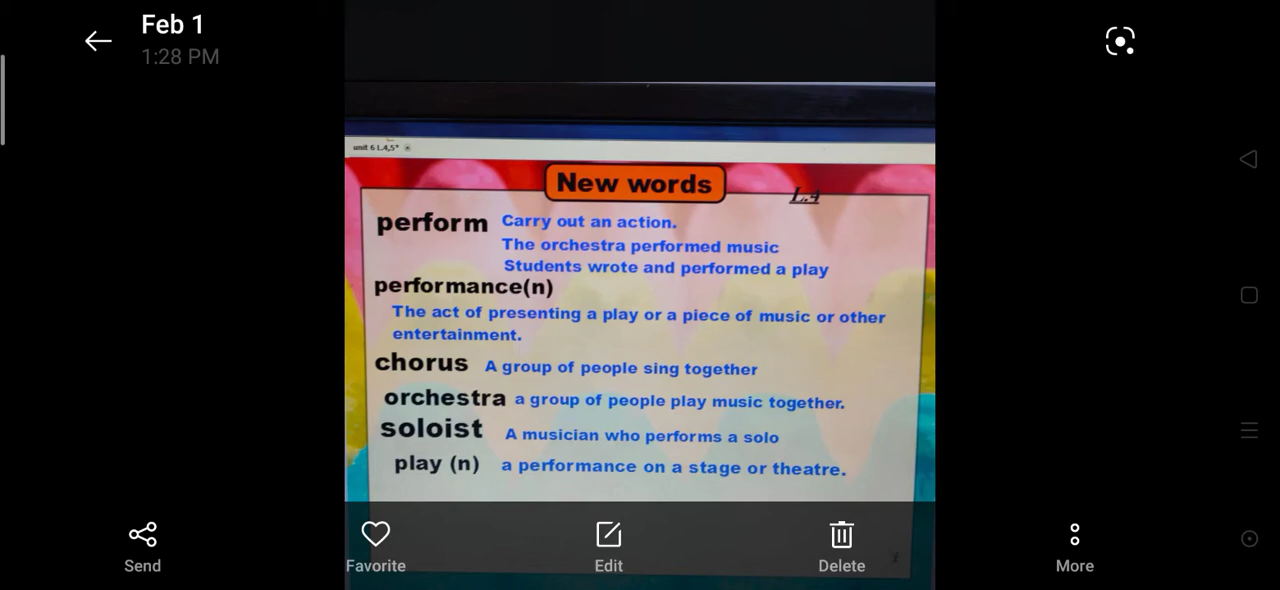 Feb 1
1:28 PM
unit 6 L.4,5*
New words
L.4
perform Carry out an action.
The orchestra performed music
Students wrote and performed a play
performance(n)
The act of presenting a play or a piece of music or other
entertainment.
chorus A group of people sing together
orchestra a group of people play music together.
soloist A musician who performs a solo
play (n) a performance on a stage or theatre.
Send
Favorite
Edit
Delete
More